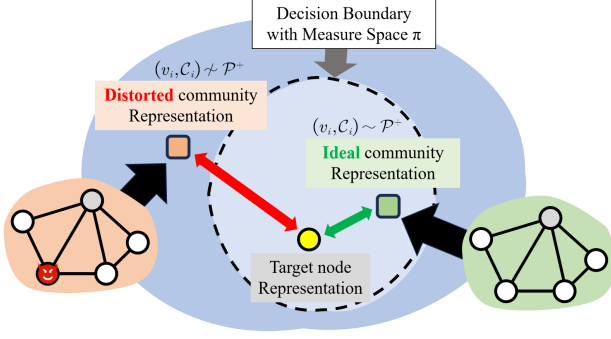 Decision Boundary
with Measure Space π
(v_i, C_i) ≁ P^+
Distorted community
Representation
(v_i, C_i) ∼ P^+
Ideal community
Representation
Target node
Representation